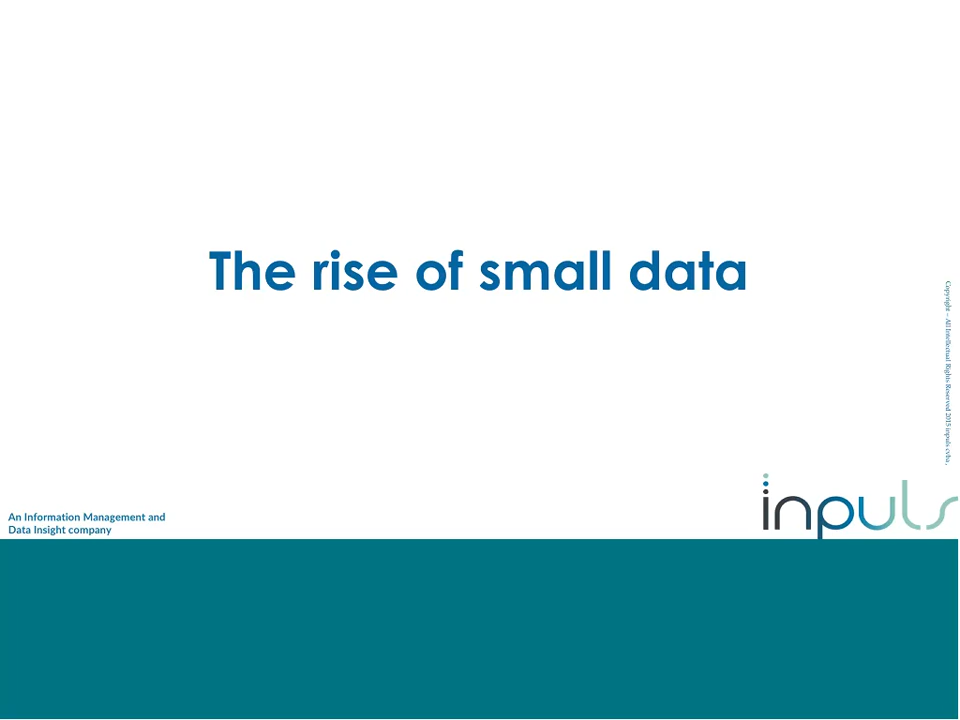 The rise of small data
Copyright – All Intellectual Rights Reserved 2015 inpuls cvba,
An Information Management and
Data Insight company
inpuls